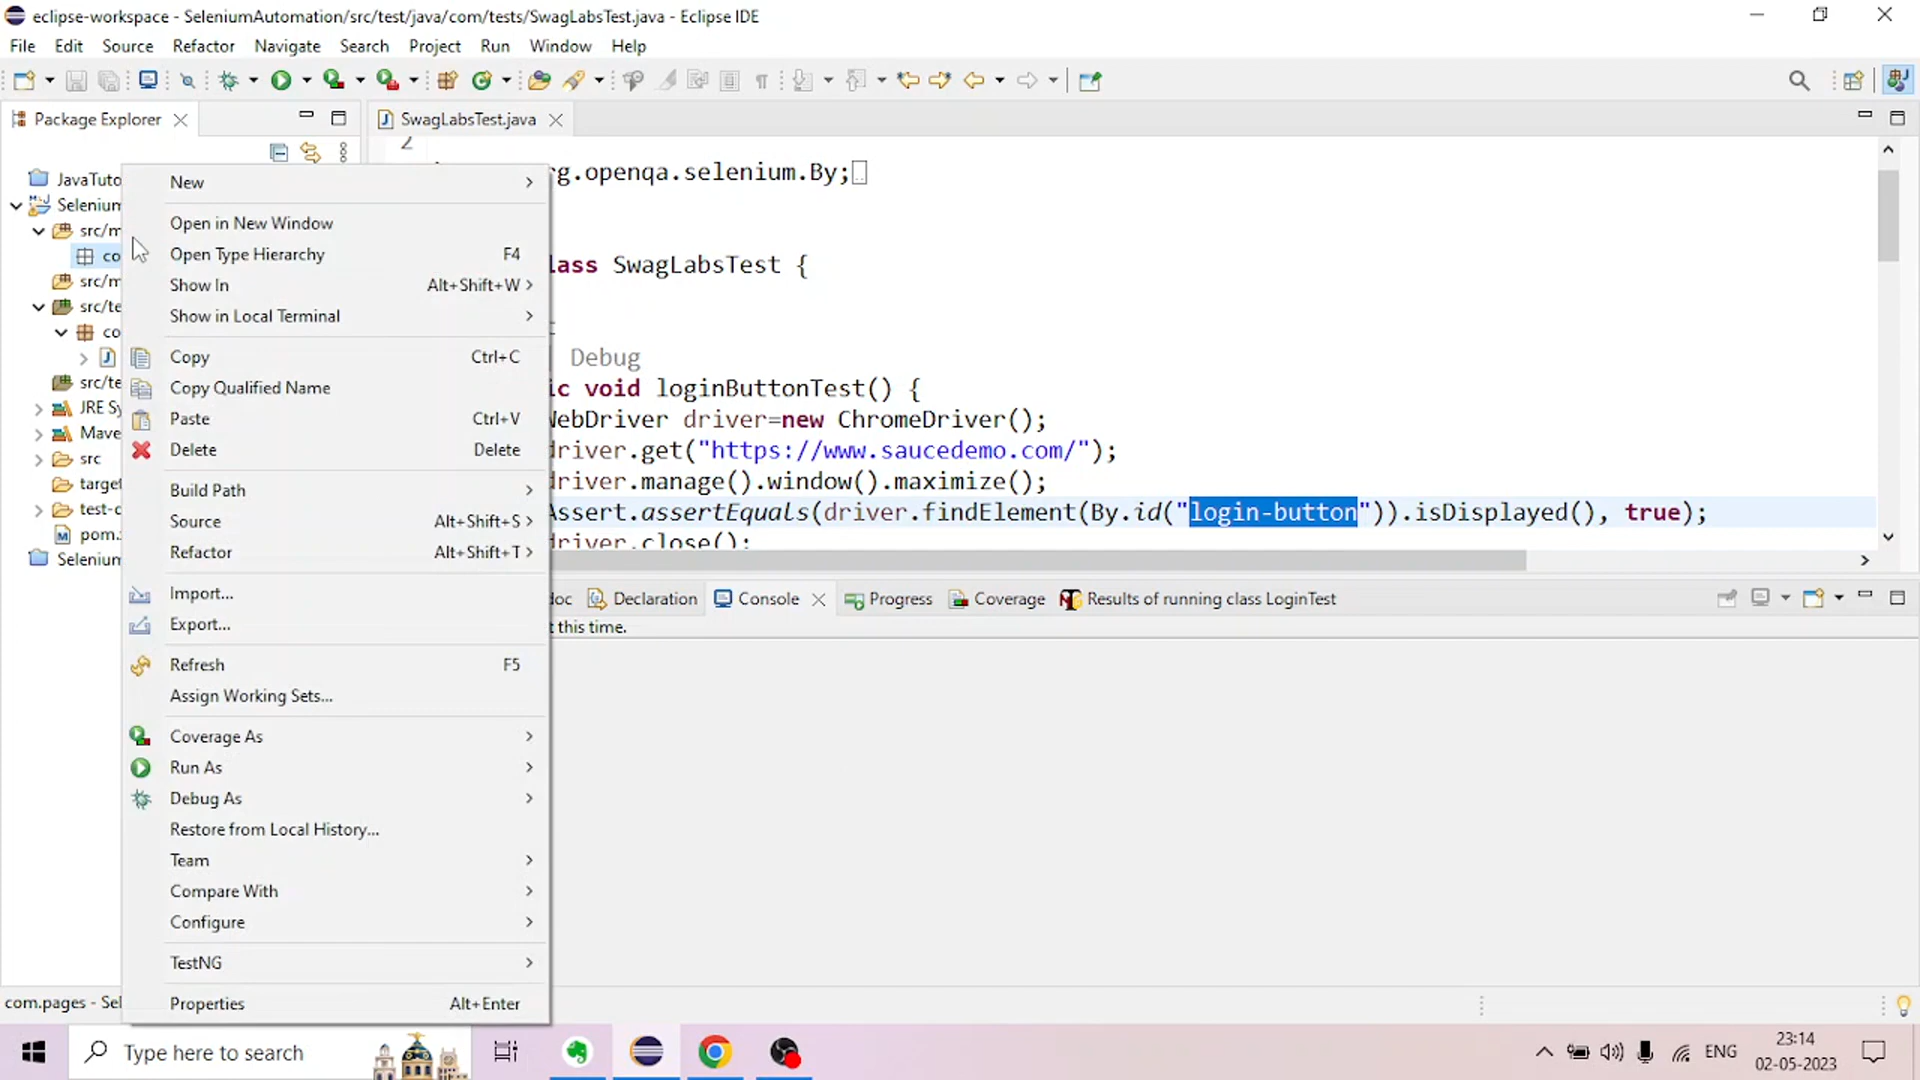 eclipse-workspace - SeleniumAutomation/src/test/java/com/tests/SwagLabsTest.java - Eclipse IDE
File Edit Source Refactor Navigate Search Project Run Window Help
Package Explorer
SwagLabsTest.java
2
JavaTuto
rg.openqa.selenium.By;
Selenium
src/m
co
src/m
src/te
co
src/te
JRE Sy
Mave
src
target
test-c
pom.
Selenium
New
Open in New Window
Open Type Hierarchy F4
Show In Alt+Shift+W >
Show in Local Terminal
Copy Ctrl+C
Copy Qualified Name
Paste Ctrl+V
Delete Delete
Build Path
Source Alt+Shift+S >
Refactor Alt+Shift+T >
Import...
Export...
Refresh F5
Assign Working Sets...
Coverage As
Run As
Debug As
Restore from Local History...
Team
Compare With
Configure
TestNG
Properties Alt+Enter
lass SwagLabsTest {
Debug
ic void loginButtonTest() {
WebDriver driver=new ChromeDriver();
driver.get("https://www.saucedemo.com/");
driver.manage().window().maximize();
Assert.assertEquals(driver.findElement(By.id("login-button")).isDisplayed(), true);
driver.close();
doc Declaration Console Progress Coverage Results of running class LoginTest
t this time.
com.pages - Sel
Type here to search
ENG
23:14
02-05-2023